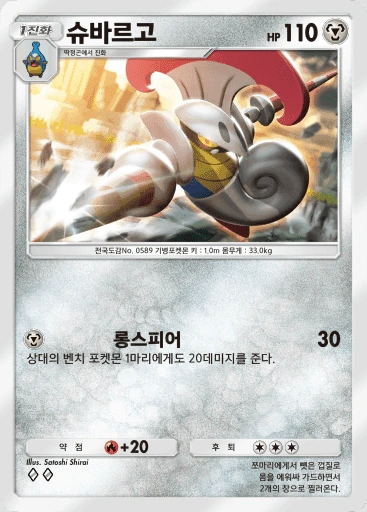 1진화
슈바르고
HP 110
딱정곤에서 진화
전국도감No. 0589 기병포켓몬 키 : 1.0m 몸무게 : 33.0kg
롱스피어 30
상대의 벤치 포켓몬 1마리에게도 20데미지를 준다.
약 점 +20 후 퇴
Illus. Satoshi Shirai
쪼마리에게서 뺏은 껍질로
몸을 에워싸 가드하면서
2개의 창으로 찔러온다.